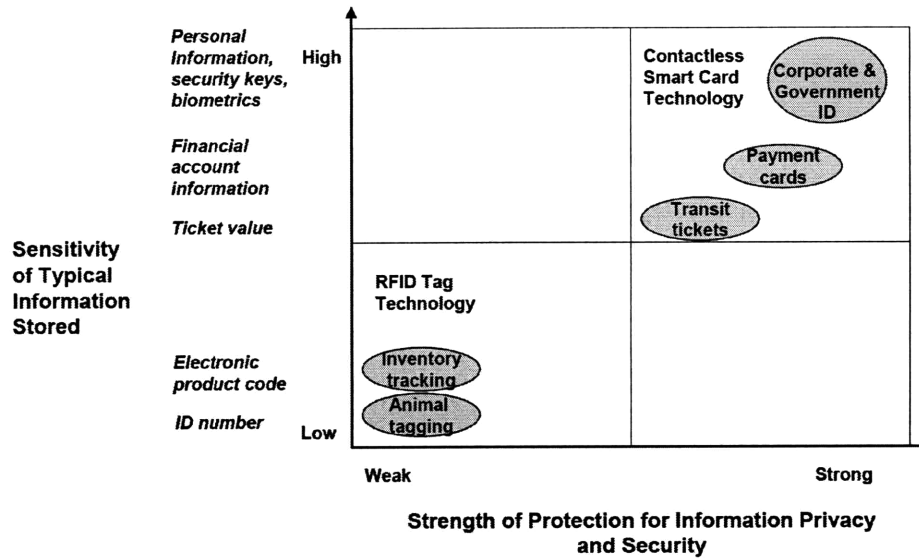 Personal
Information,
security keys,
biometrics
High
Contactless
Smart Card
Technology
Corporate &
Government
ID
Financial
account
information
Payment
cards
Ticket value
Transit
tickets
Sensitivity
of Typical
Information
Stored
RFID Tag
Technology
Electronic
product code
Inventory
tracking
ID number
Animal
tagging
Low
Weak
Strong
Strength of Protection for Information Privacy
and Security